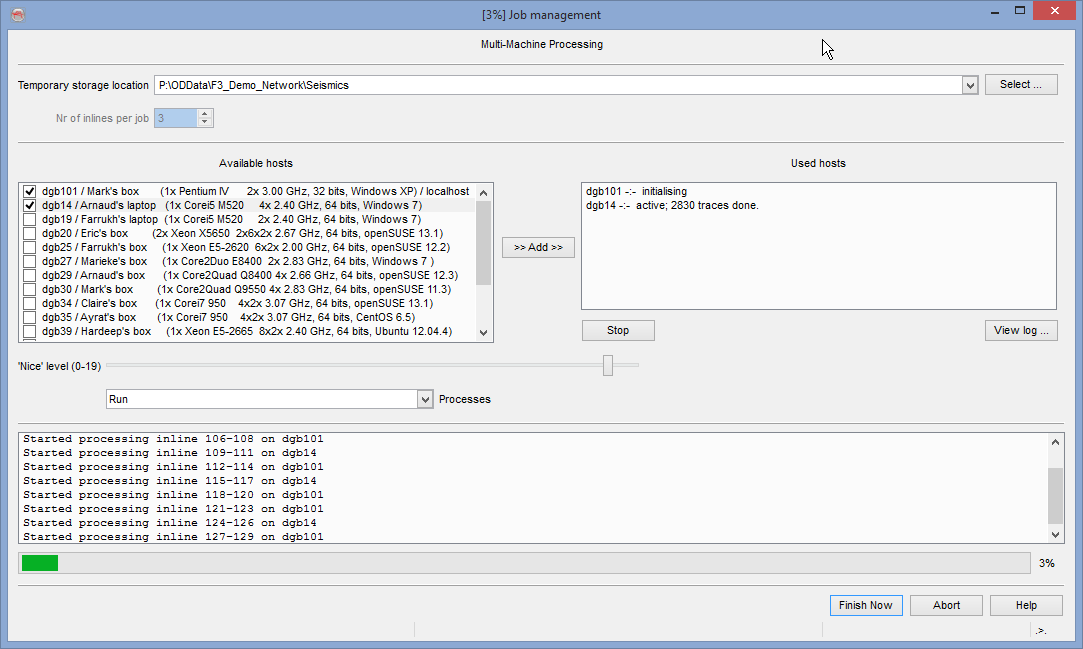 [3%] Job management
Multi-Machine Processing
Temporary storage location P:\ODData\F3_Demo_Network\Seismics Select ...
Nr of inlines per job 3
Available hosts
dgb101 / Mark's box (1x Pentium IV 2x 3.00 GHz, 32 bits, Windows XP) / localhost
dgb14 / Arnaud's laptop (1x Corei5 M520 4x 2.40 GHz, 64 bits, Windows 7)
dgb19 / Farrukh's laptop (1x Corei5 M520 2x 2.40 GHz, 64 bits, Windows 7)
dgb20 / Eric's box (2x Xeon X5650 2x6x2x 2.67 GHz, 64 bits, openSUSE 13.1)
dgb25 / Farrukh's box (1x Xeon E5-2620 6x2x 2.00 GHz, 64 bits, openSUSE 12.2)
dgb27 / Marieke's box (1x Core2Duo E8400 2x 2.83 GHz, 64 bits, Windows 7 )
dgb29 / Arnaud's box (1x Core2Quad Q8400 4x 2.66 GHz, 64 bits, openSUSE 12.3)
dgb30 / Mark's box (1x Core2Quad Q9550 4x 2.83 GHz, 64 bits, openSUSE 11.3)
dgb34 / Claire's box (1x Corei7 950 4x2x 3.07 GHz, 64 bits, openSUSE 13.1)
dgb35 / Ayrat's box (1x Corei7 950 4x2x 3.07 GHz, 64 bits, CentOS 6.5)
dgb39 / Hardeep's box (1x Xeon E5-2665 8x2x 2.40 GHz, 64 bits, Ubuntu 12.04.4)
>> Add >>
Used hosts
dgb101 -:- initialising
dgb14 -:- active; 2830 traces done.
Stop View log ...
'Nice' level (0-19)
Run Processes
Started processing inline 106-108 on dgb101
Started processing inline 109-111 on dgb14
Started processing inline 112-114 on dgb101
Started processing inline 115-117 on dgb14
Started processing inline 118-120 on dgb101
Started processing inline 121-123 on dgb101
Started processing inline 124-126 on dgb14
Started processing inline 127-129 on dgb101
3%
Finish Now Abort Help
.>.